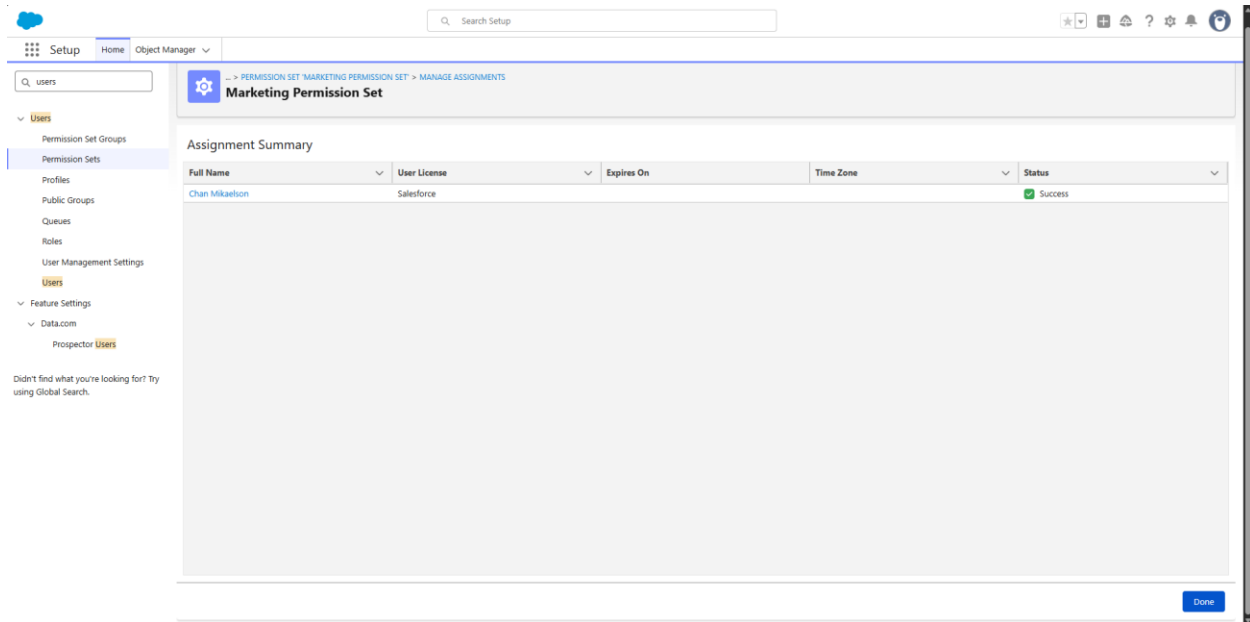 Search Setup
Setup
Home
Object Manager
users
Users
Permission Set Groups
Permission Sets
Profiles
Public Groups
Queues
Roles
User Management Settings
Users
Feature Settings
Data.com
Prospector Users
Didn't find what you're looking for? Try
using Global Search.
... > PERMISSION SET 'MARKETING PERMISSION SET' > MANAGE ASSIGNMENTS
Marketing Permission Set
Assignment Summary
Full Name User License Expires On Time Zone Status
Chan Mikaelson Salesforce Success
Done